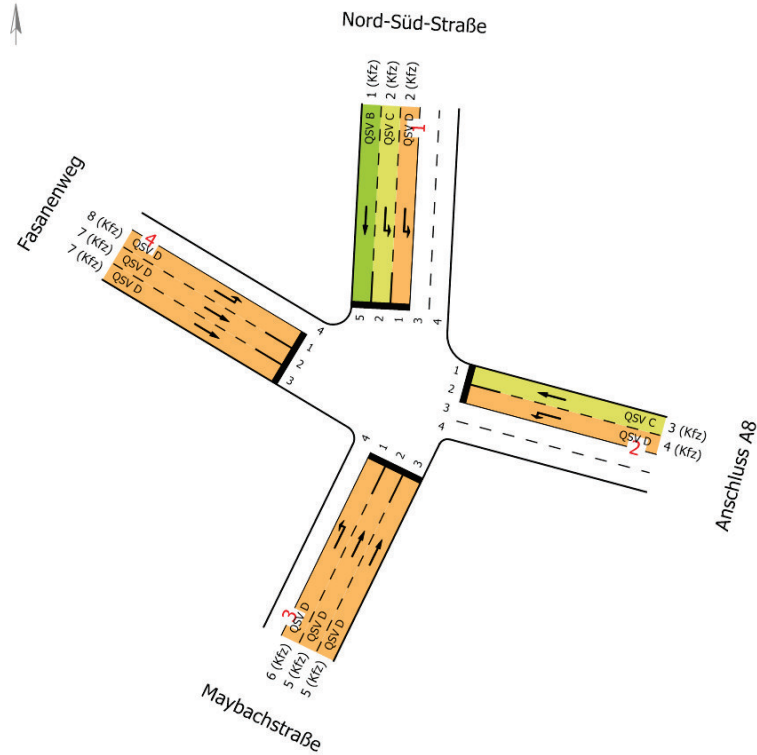 Nord-Süd-Straße
1 (Kfz)
2 (Kfz)
2 (Kfz)
QSV B
QSV C
QSV D
1
5
2
1
3
4
Fasanenweg
8 (Kfz)
7 (Kfz)
7 (Kfz)
4
QSV D
QSV D
QSV D
4
1
2
3
1
2
3
4
QSV C
3 (Kfz)
QSV D
4 (Kfz)
2
Anschluss A8
4
1
2
3
3
QSV D
QSV D
QSV D
6 (Kfz)
5 (Kfz)
5 (Kfz)
Maybachstraße